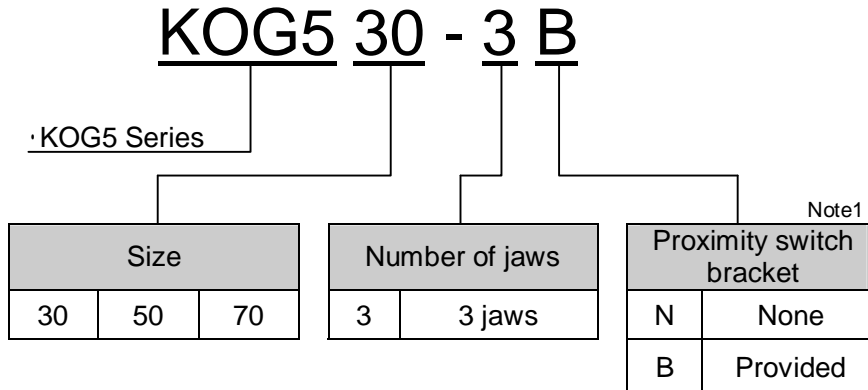 KOG5 30 - 3 B
·KOG5 Series
Note1
Size
30 50 70
Number of jaws
3 3 jaws
Proximity switch
bracket
N None
B Provided